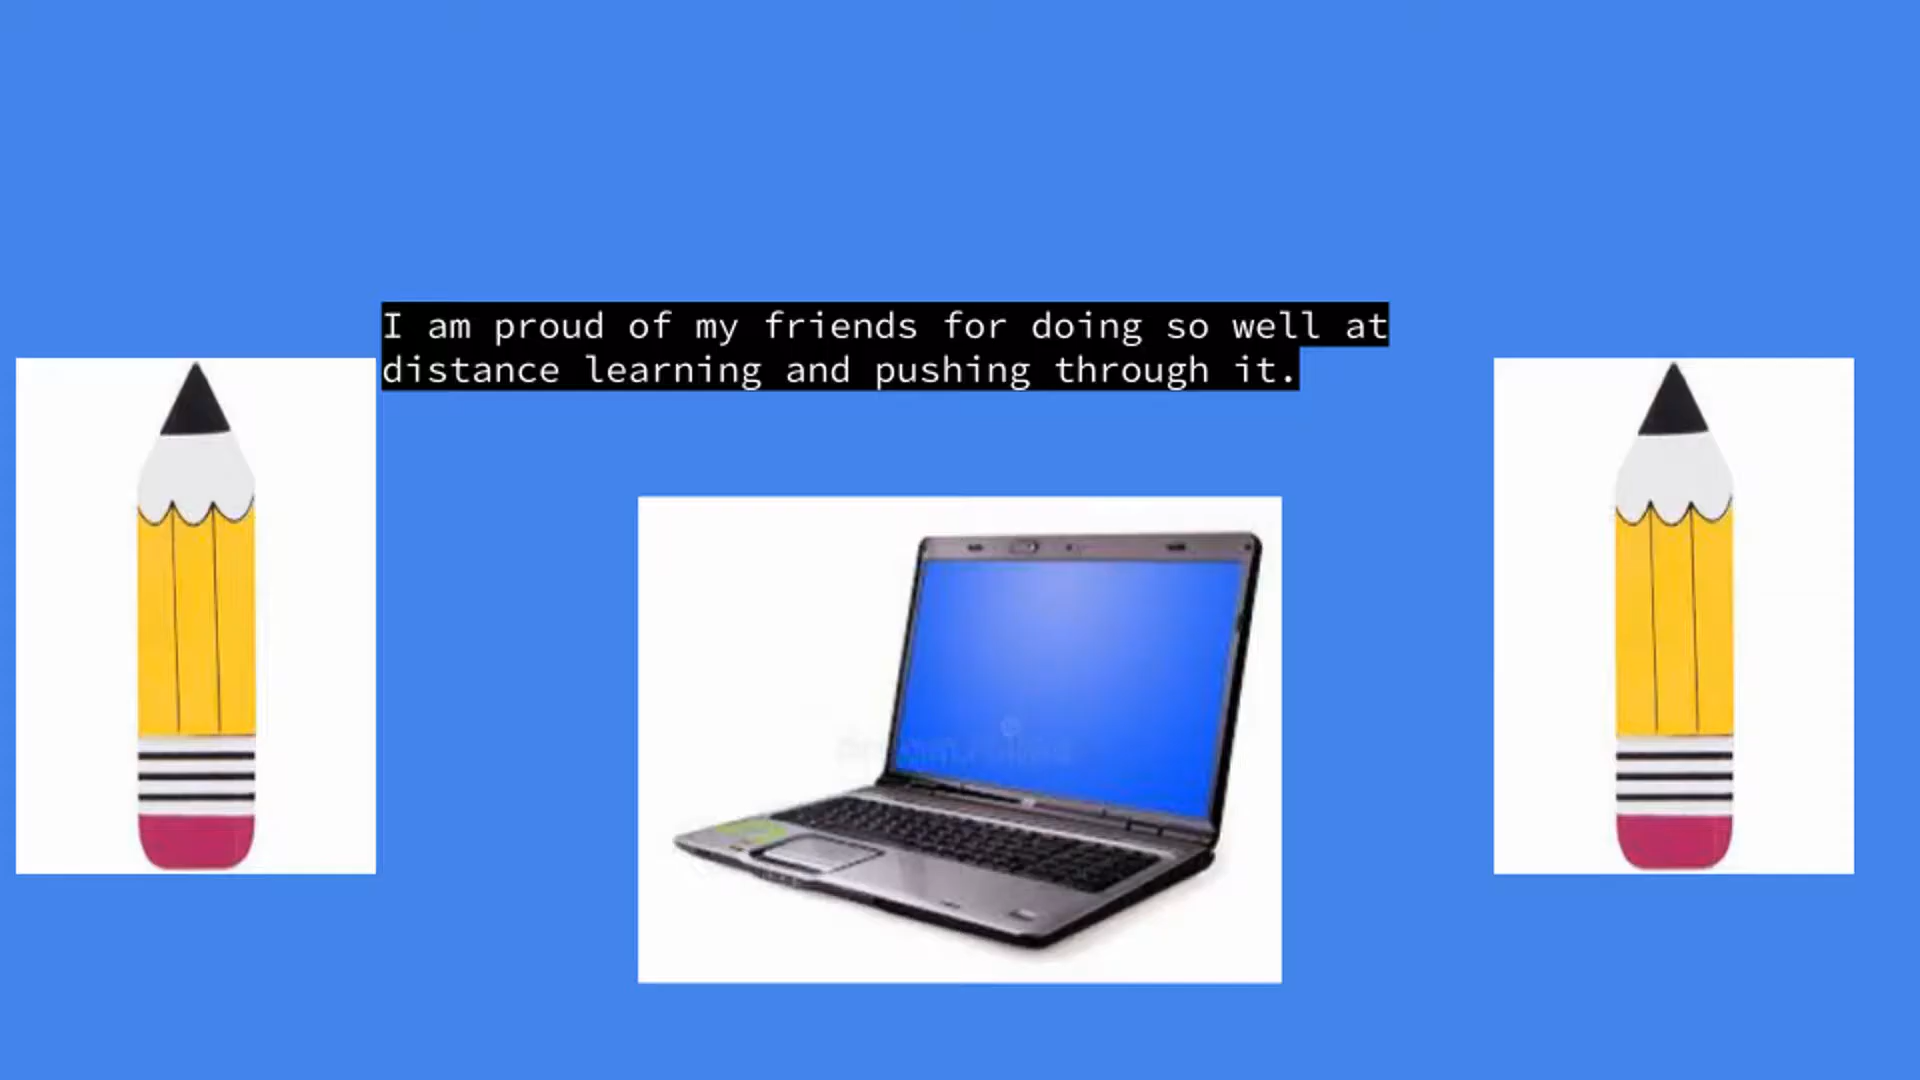 I am proud of my friends for doing so well at
distance learning and pushing through it.